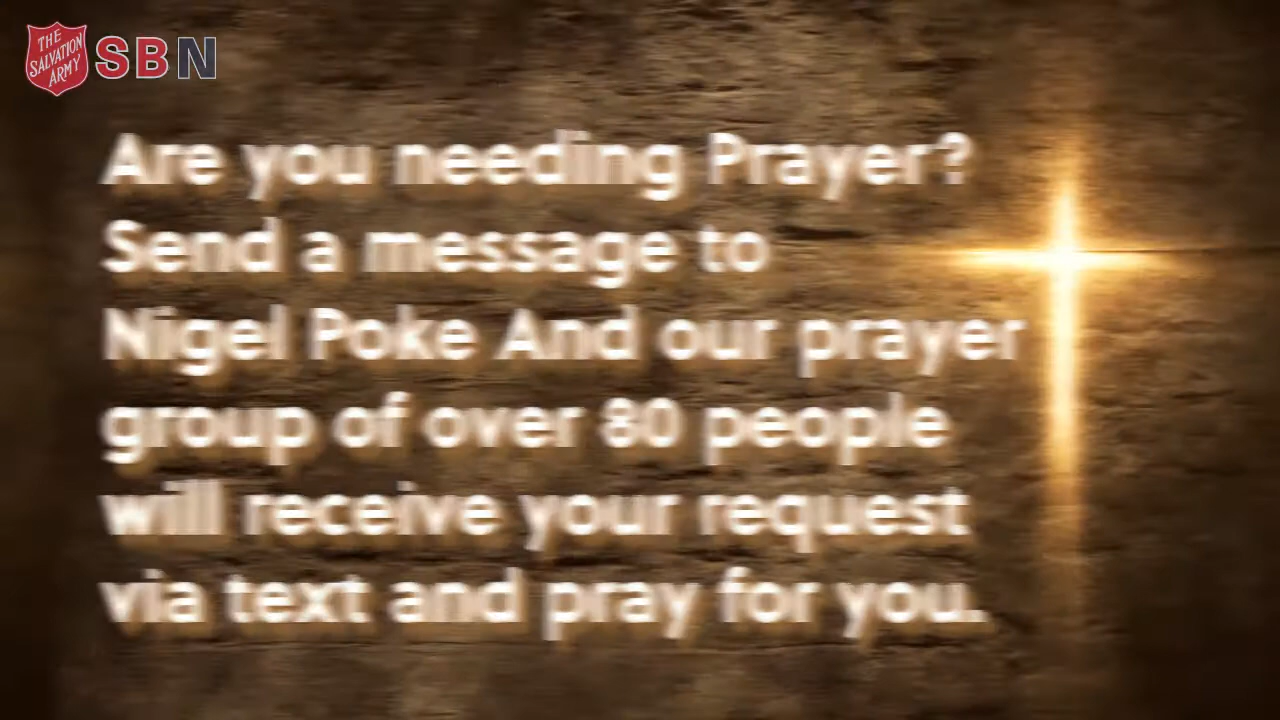 THE
SALVATION
ARMY
SBN
Are you needing Prayer?
Send a message to
Nigel Poke And our prayer
group of over 80 people
will receive your request
via text and pray for you.